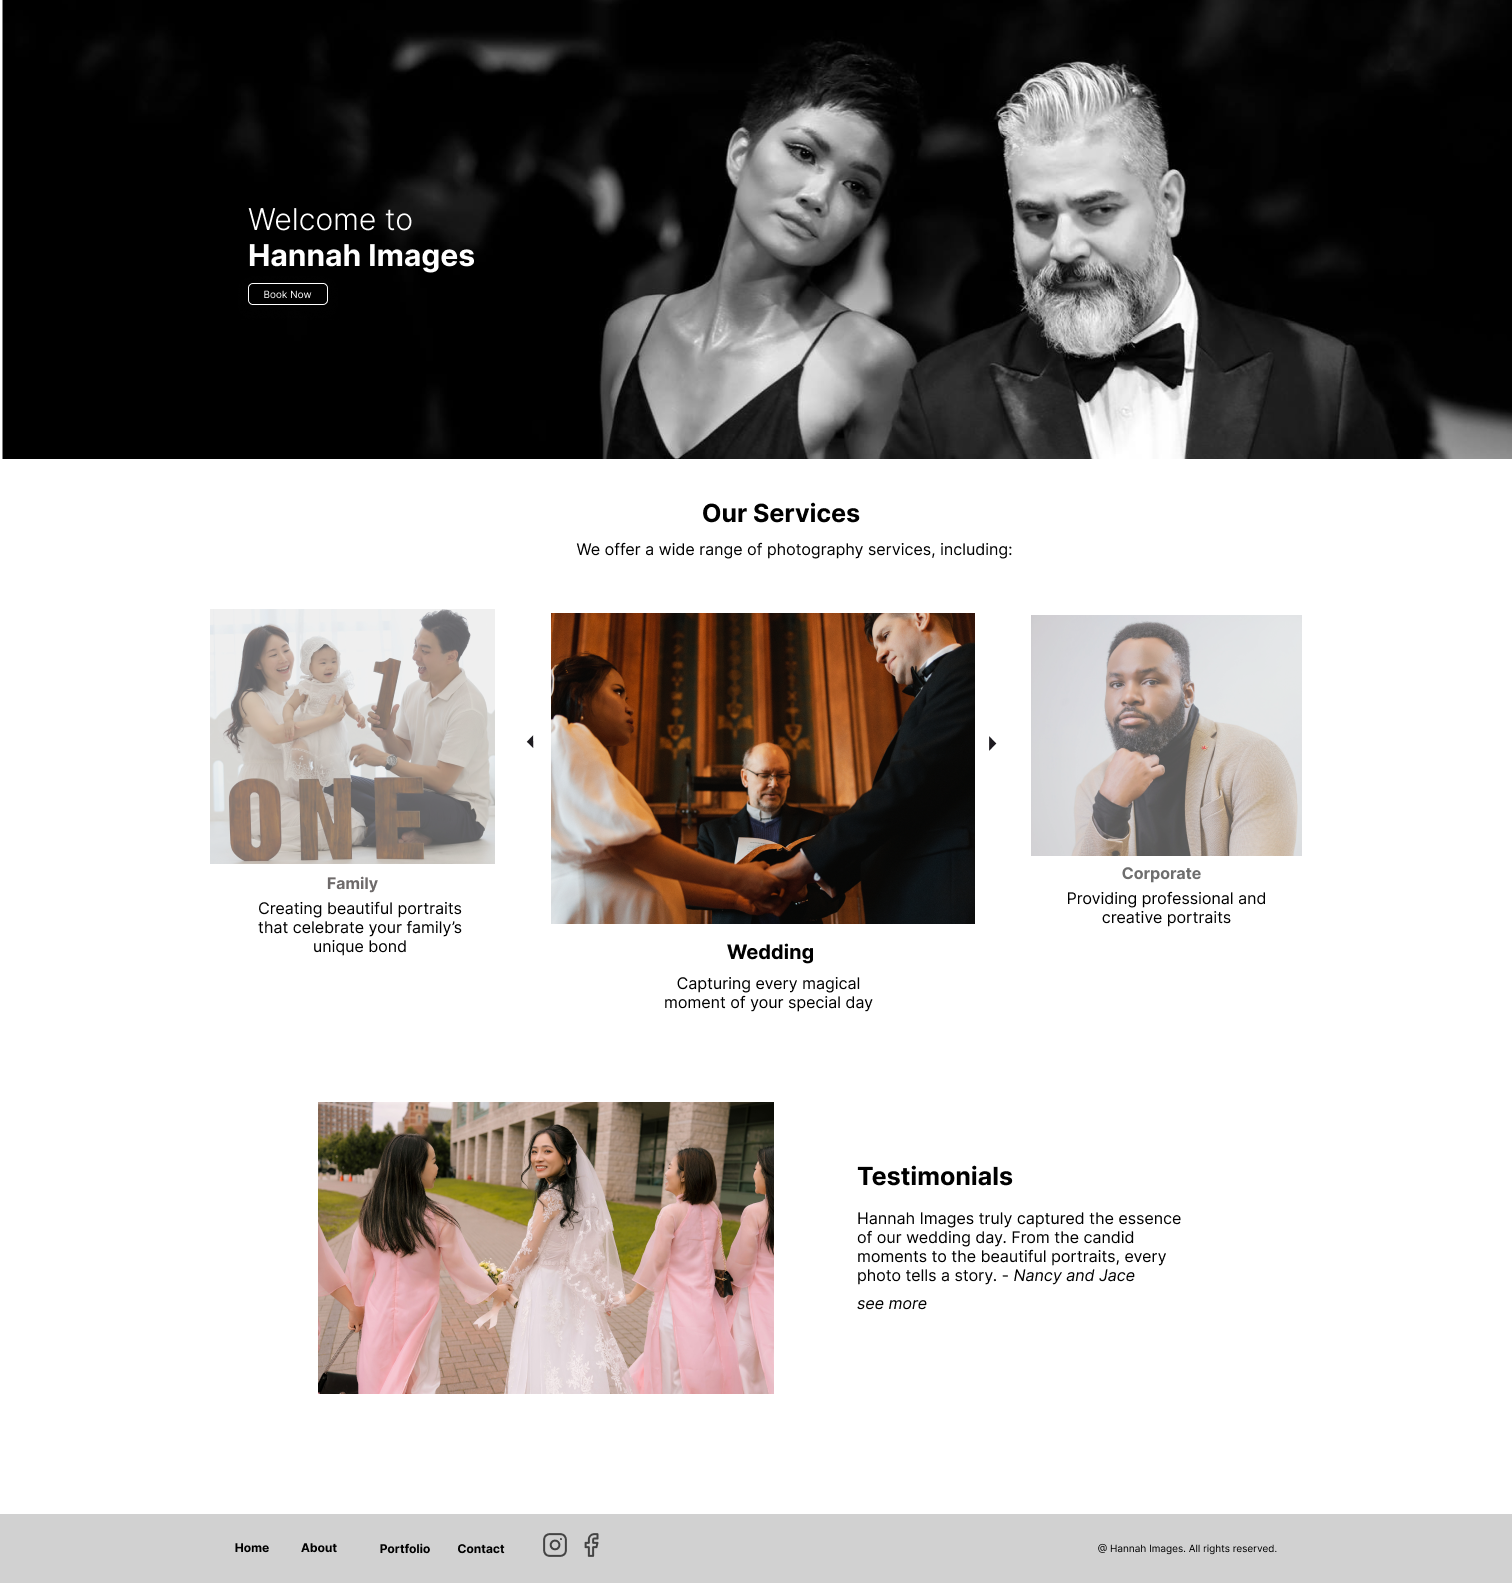 Welcome to
Hannah Images
Book Now
Our Services
We offer a wide range of photography services, including:
1
ONE
Family
Creating beautiful portraits
that celebrate your family’s
unique bond
Wedding
Capturing every magical
moment of your special day
Corporate
Providing professional and
creative portraits
Testimonials
Hannah Images truly captured the essence
of our wedding day. From the candid
moments to the beautiful portraits, every
photo tells a story. - Nancy and Jace
see more
Home About Portfolio Contact
@ Hannah Images. All rights reserved.